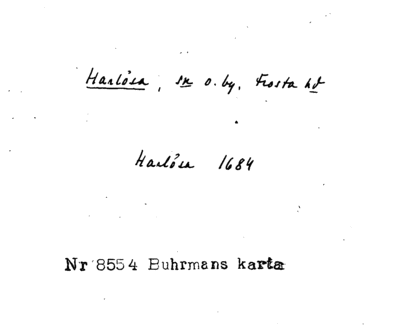 Harlösa, sn o. by, Frosta hd
Harlösa 1684
Nr 8554 Buhrmans karta